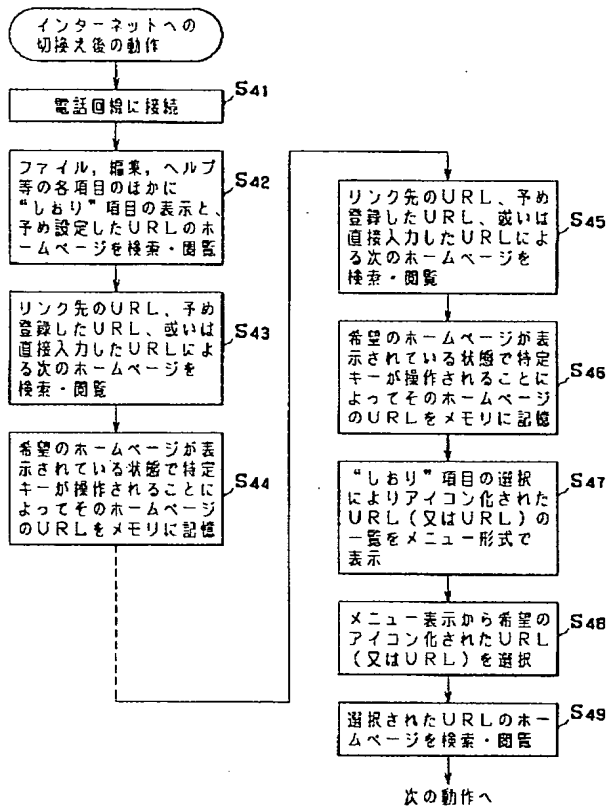 インターネットへの
切換え後の動作
S41
電話回線に接続
S42
ファイル,編集,ヘルプ
等の各項目のほかに
“しおり”項目の表示と、
予め設定したURLのホ
ームページを検索・閲覧
S43
リンク先のURL、予め
登録したURL、或いは
直接入力したURLによ
る次のホームページを
検索・閲覧
S44
希望のホームページが表
示されている状態で特定
キーが操作されることに
よってそのホームページ
のURLをメモリに記憶
S45
リンク先のURL、予め
登録したURL、或いは
直接入力したURLによ
る次のホームページを
検索・閲覧
S46
希望のホームページが表
示されている状態で特定
キーが操作されることに
よってそのホームページ
のURLをメモリに記憶
S47
“しおり”項目の選択
によりアイコン化された
URL(又はURL)の
一覧をメニュー形式で
表示
S48
メニュー表示から希望の
アイコン化されたURL
(又はURL)を選択
S49
選択されたURLのホー
ムページを検索・閲覧
次の動作へ